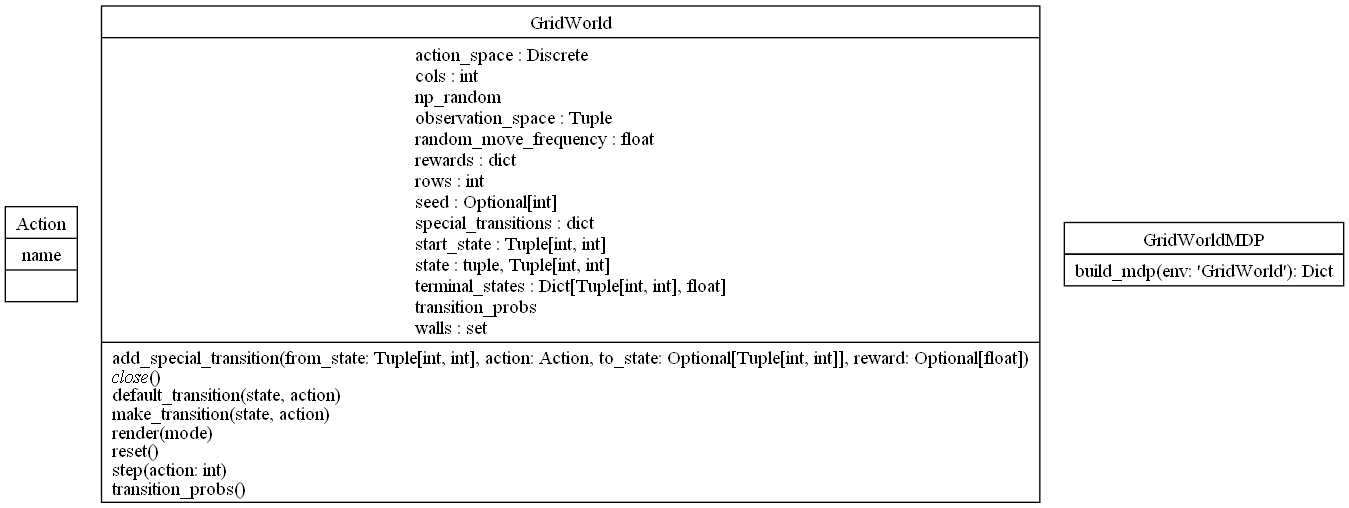 Action
name
GridWorld
action_space : Discrete
cols : int
np_random
observation_space : Tuple
random_move_frequency : float
rewards : dict
rows : int
seed : Optional[int]
special_transitions : dict
start_state : Tuple[int, int]
state : tuple, Tuple[int, int]
terminal_states : Dict[Tuple[int, int], float]
transition_probs
walls : set
add_special_transition(from_state: Tuple[int, int], action: Action, to_state: Optional[Tuple[int, int]], reward: Optional[float])
close()
default_transition(state, action)
make_transition(state, action)
render(mode)
reset()
step(action: int)
transition_probs()
GridWorldMDP
build_mdp(env: 'GridWorld'): Dict